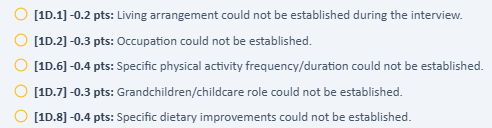 [1D.1] -0.2 pts: Living arrangement could not be established during the interview.
[1D.2] -0.3 pts: Occupation could not be established.
[1D.6] -0.4 pts: Specific physical activity frequency/duration could not be established.
[1D.7] -0.3 pts: Grandchildren/childcare role could not be established.
[1D.8] -0.4 pts: Specific dietary improvements could not be established.